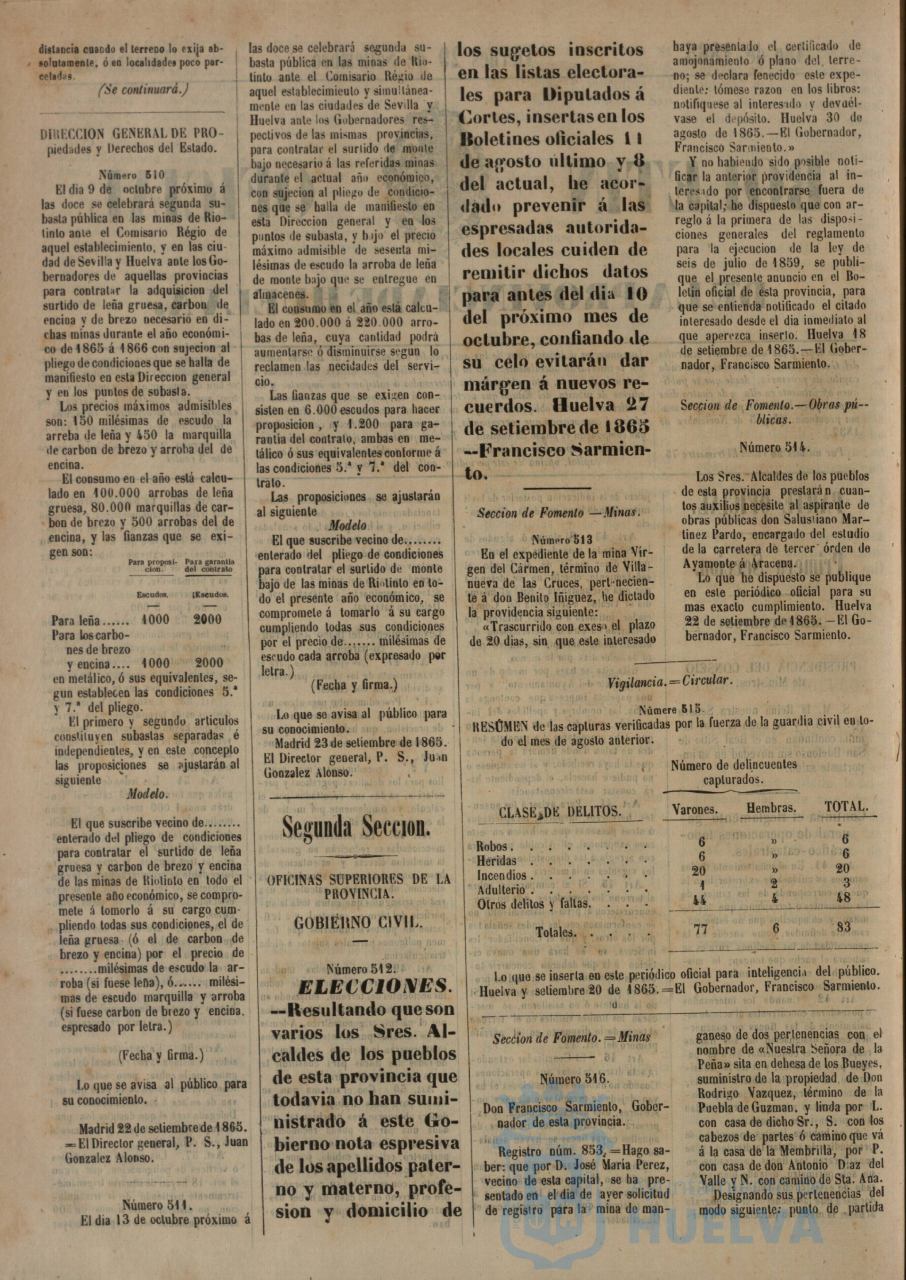 distancia cuando el terreno lo exija ab-
solutamente, ó en localidades poco par-
celadas.
(Se continuará.)
DIRECCION GENERAL DE PRO-
piedades y Derechos del Estado.
Número 510
El dia 9 de octubre próximo á
las doce se celebrará segunda su-
basta pública en las minas de Rio-
tinto ante el Comisario Régio de
aquel establecimiento, y en las ciu-
dad de Sevilla y Huelva ante los Go-
bernadores de aquellas provincias
para contratar la adquisicion del
surtido de leña gruesa, carbon de
encina y de brezo necesario en di-
chas minas durante el año económi-
co de 1865 á 1866 con sujecion al
pliego de condiciones que se halla de
manifiesto en esta Direccion general
y en los puntos de subasta.
Los precios máximos admisibles
son: 150 milésimas de escudo la
arreba de leña y 450 la marquilla
de carbon de brezo y arroba del de
encina.
El consumo en el año está calcu-
lado en 100.000 arrobas de leña
gruesa, 80.000 marquillas de car-
bon de brezo y 500 arrobas del de
encina, y las fianzas que se exi-
gen son:
Para proposi-cion. Para garantia del contrato
Escudos. Escudos.
Para leña...... 1000 2000
Para los carbo-
nes de brezo
y encina.... 1000 2000
en metálico, ó sus equivalentes, se-
gun establecen las condiciones 5.ª
y 7.ª del pliego.
El primero y segundo articulos
constituyen subastas separadas é
independientes, y en este concepto
las proposiciones se ajustarán al
siguiente
Modelo.
El que suscribe vecino de........
enterado del pliego de condiciones
para contratar el surtido de leña
gruesa y carbon de brezo y encina
de las minas de Riotinto en todo el
presente año económico, se compro-
mete á tomorlo á su cargo cum-
pliendo todas sus condiciones, el de
leña gruesa (ó el de carbon de
brezo y encina) por el precio de
........milésimas de escudo la ar-
roba (si fuese leña), ó...... milési-
mas de escudo marquilla y arroba
(si fuese carbon de brezo y encina.
espresado por letra.)
(Fecha y firma.)
Lo que se avisa al público para
su conocimiento.
Madrid 22 de setiembre de 1865.
=El Director general, P. S., Juan
Gonzalez Alonso.
Número 511.
El dia 13 de octubre próximo á
las doce se celebrará segunda su-
basta pública en las minas de Rio-
tinto ante el Comisario Régio de
aquel establecimieuto y simultánea-
mente en las ciudades de Sevilla y
Huelva ante los Gobernadores res-
pectivos de las mismas provincias,
para contratar el surtido de monte
bajo necesario á las referidas minas
durante el actual año económico,
con sujecion al pliego de condicio-
nes que se halla de manifiesto en
esta Direccion general y en los
puntos de subasta, y bajo el precio
máximo admisible de sesenta mi-
lésimas de escudo la arroba de leña
de monte bajo que se entregue en
almacenes.
El consumo en el año está calcu-
lado en 200.000 á 220.000 arro-
bas de leña, cuya cantidad podrá
aumentarse ó disminuirse segun lo
reclamen las necidades del servi-
cio.
Las fianzas que se exigen con-
sisten en 6.000 escudos para hacer
proposicion, y 1.200 para ga-
rantia del contrato, ambas en me-
tálico ó sus equivalentes conforme á
las condiciones 5.ª y 7.ª del con-
trato.
Las proposiciones se ajustarán
al siguiente
Modelo
El que suscribe vecino de........
enterado del pliego de condiciones
para contratar el surtido de monte
bajo de las minas de Riotinto en to-
do el presente año económico, se
compromete á tomarlo á su cargo
cumpliendo todas sus condiciones
por el precio de....... milésimas de
escudo cada arroba (expresado por
letra.)
(Fecha y firma.)
Lo que se avisa al público para
su conocimiento.
Madrid 23 de setiembre de 1865.
El Director general, P. S., Juan
Gonzalez Alonso.
Segunda Seccion.
OFICINAS SUPERIORES DE LA
PROVINCIA.
GOBIERNO CIVIL.
Número 512.
ELECCIONES.
--Resultando que son
varios los Sres. Al-
caldes de los pueblos
de esta provincia que
todavia no han sumi-
nistrado á este Go-
bierno nota espresiva
de los apellidos pater-
no y materno, profe-
sion y domicilio de
los sugetos inscritos
en las listas electora-
les para Diputados á
Cortes, insertas en los
Boletines oficiales 11
de agosto último y 8
del actual, he acor-
dado prevenir á las
espresadas autorida-
des locales cuiden de
remitir dichos datos
para antes del dia 10
del próximo mes de
octubre, confiando de
su celo evitarán dar
márgen á nuevos re-
cuerdos. Huelva 27
de setiembre de 1865
--Francisco Sarmien-
to.
Seccion de Fomento—Minas.
Número 513
En el expediente de la mina Vír-
gen del Cármen, término de Villa-
nueva de las Cruces, pertenecien-
te á don Benito Iñiguez, he dictado
la providencia siguiente:
«Trascurrido con exeso el plazo
de 20 dias, sin que este interesado
haya presentado el certificado de
amojonamiento ó plano del terre-
no; se declara fenecido este expe-
diente: tómese razon en los libros:
notifiquese al interesado y devaél-
vase el depósito. Huelva 30 de
agosto de 1865.—El Gobernador,
Francisco Sarmiento.»
Y no habiendo sido posible noti-
ficar la anterior providencia al in-
teresado por encontrarse fuera de
la capital; he dispuesto que con ar-
reglo á la primera de las disposi-
ciones generales del reglamento
para la ejecucion de la ley de
seis de julio de 1859, se publi-
que el presente anuncio en el Bo-
letin oficial de ésta provincia, para
que se entienda notificado el citado
interesado desde el dia inmediato al
que aperezca inserlo. Huelva 18
de setiembre de 1865.—El Gober-
nador, Francisco Sarmiento.
Seccion de Fomento.—Obras pú--
blicas.
Número 514.
Los Sres. Alcaldes de los pueblos
de esta provincia prestarán cuan-
tos auxilios necesite al aspirante de
obras públicas don Salustiano Mar-
tinez Pardo, encargado del estudio
de la carretera de tercer órden de
Ayamonte á Aracena.
Lo que he dispuesto se publique
en este periódico oficial para su
mas exacto cumplimiento. Huelva
22 de setiembre de 1865.—El Go-
bernador, Francisco Sarmiento.
Vigilancia.=Circular.
Númere 515.
RESÚMEN de las capturas verificadas por la fuerza de la guardia civil en to-
do el mes de agosto anterior.
Número de delincuentes
capturados.
CLASE DE DELITOS. Varones. Hembras. TOTAL.
Robos. . . . . . . . 6 » 6
Heridas . . . . . . . 6 » 6
Incendios . . . . . . . 20 » 20
Adulterio . . . . . . . 1 2 3
Otros delitos y faltas. . . . 44 4 48
Totales. . . . . 77 6 83
Lo que se inserta en este periódico oficial para inteligencia del público.
Huelva y setiembre 20 de 1865.=El Gobernador, Francisco Sarmiento.
Seccion de Fomento.=Minas
Número 516.
Don Francisco Sarmiento, Gober-
nador de esta provincia.
Registro núm. 853,=Hago sa-
ber: que por D. José Maria Perez,
vecino de esta capital, se ha pre-
sentado en el dia de ayer solicitud
de registro para la mina de man-
ganeso de dos pertenencias con el
nombre de «Nuestra Señora de la
Peña» sita en dehesa de los Bueyes,
suministro de la propiedad de Don
Rodrigo Vazquez, término de la
Puebla de Guzman, y linda por L.
con casa de dicho Sr., S. con los
cabezos de partes ó camino que vá
á la casa de la Membrilla, por P.
con casa de don Antonio Diaz del
Valle y N. con camino de Sta. Ana.
Designando sus pertenencias del
modo siguiente: punto de partida
HUELVA